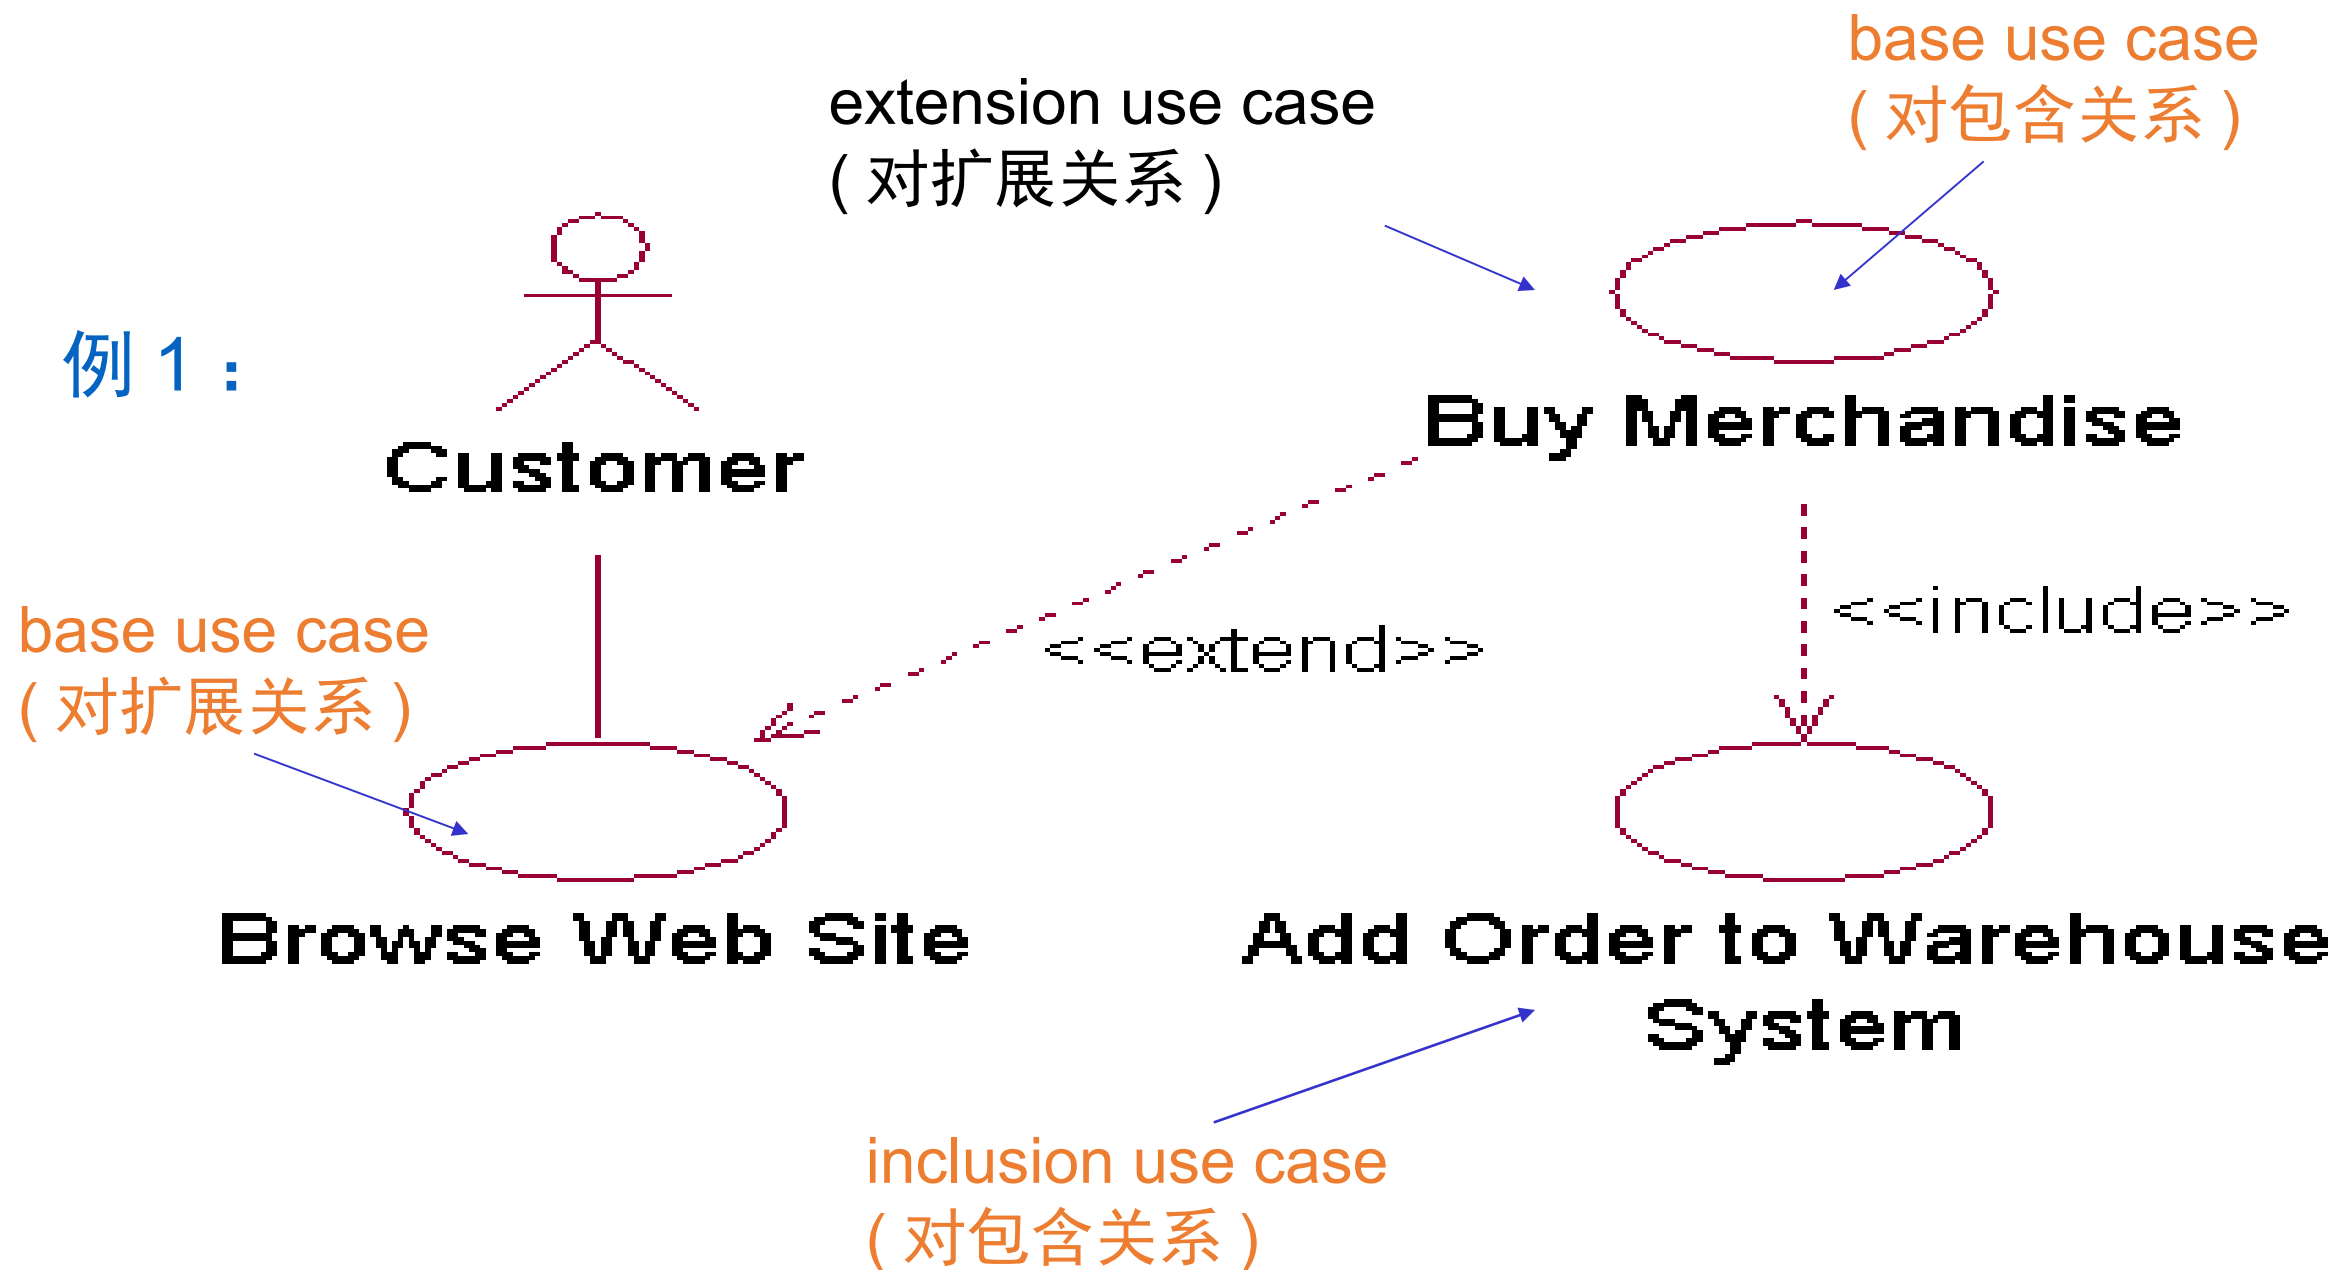 base use case
( 对包含关系 )
extension use case
( 对扩展关系 )
例 1 ：
Customer
Buy Merchandise
base use case
( 对扩展关系 )
<<extend>>
<<include>>
Browse Web Site
Add Order to Warehouse
System
inclusion use case
( 对包含关系 )